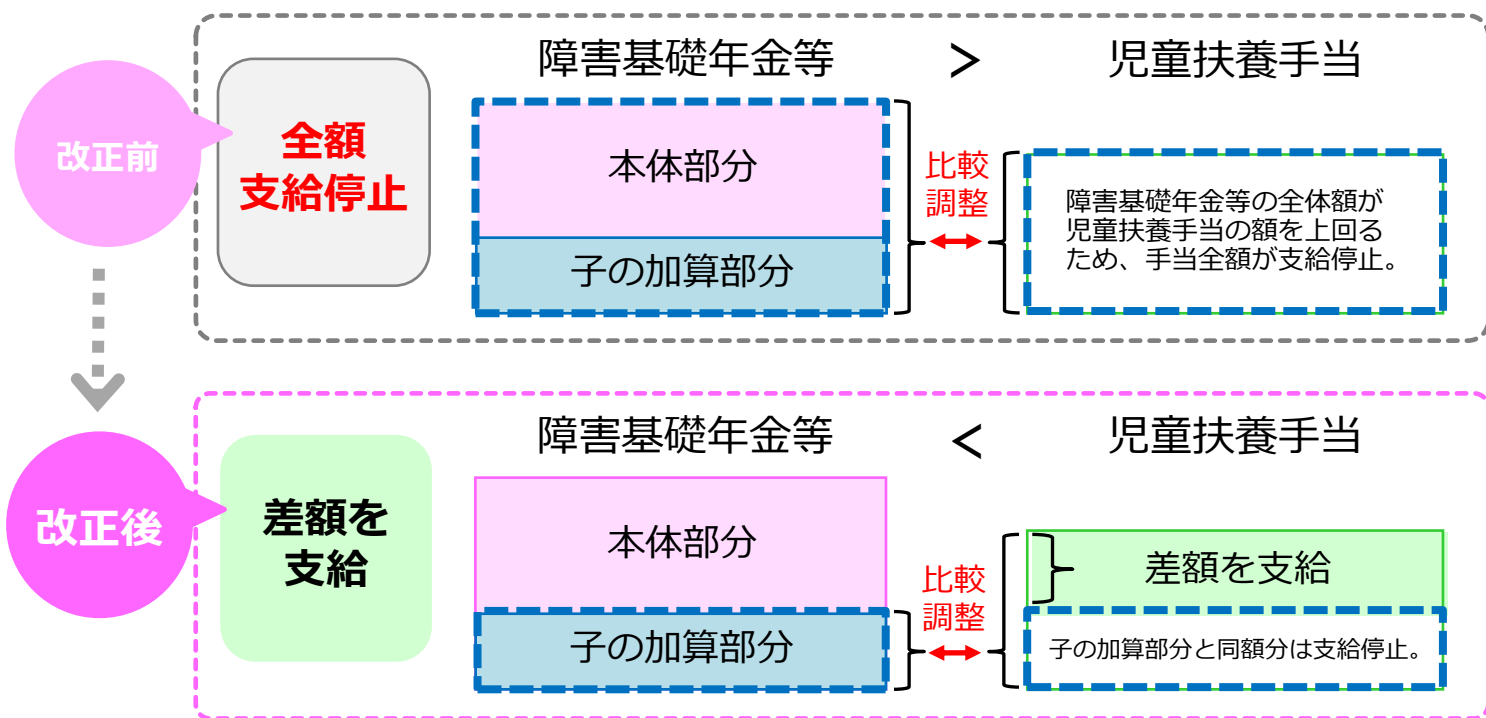 改正前
全額
支給停止
障害基礎年金等 > 児童扶養手当
本体部分
子の加算部分
比較
調整
障害基礎年金等の全体額が
児童扶養手当の額を上回る
ため、手当全額が支給停止。
改正後
差額を
支給
障害基礎年金等 < 児童扶養手当
本体部分
子の加算部分
比較
調整
差額を支給
子の加算部分と同額分は支給停止。